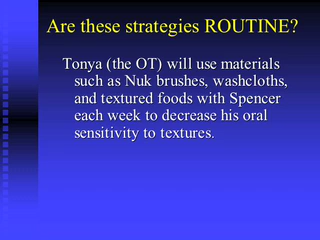 Are these strategies ROUTINE?
Tonya (the OT) will use materials
such as Nuk brushes, washcloths,
and textured foods with Spencer
each week to decrease his oral
sensitivity to textures.